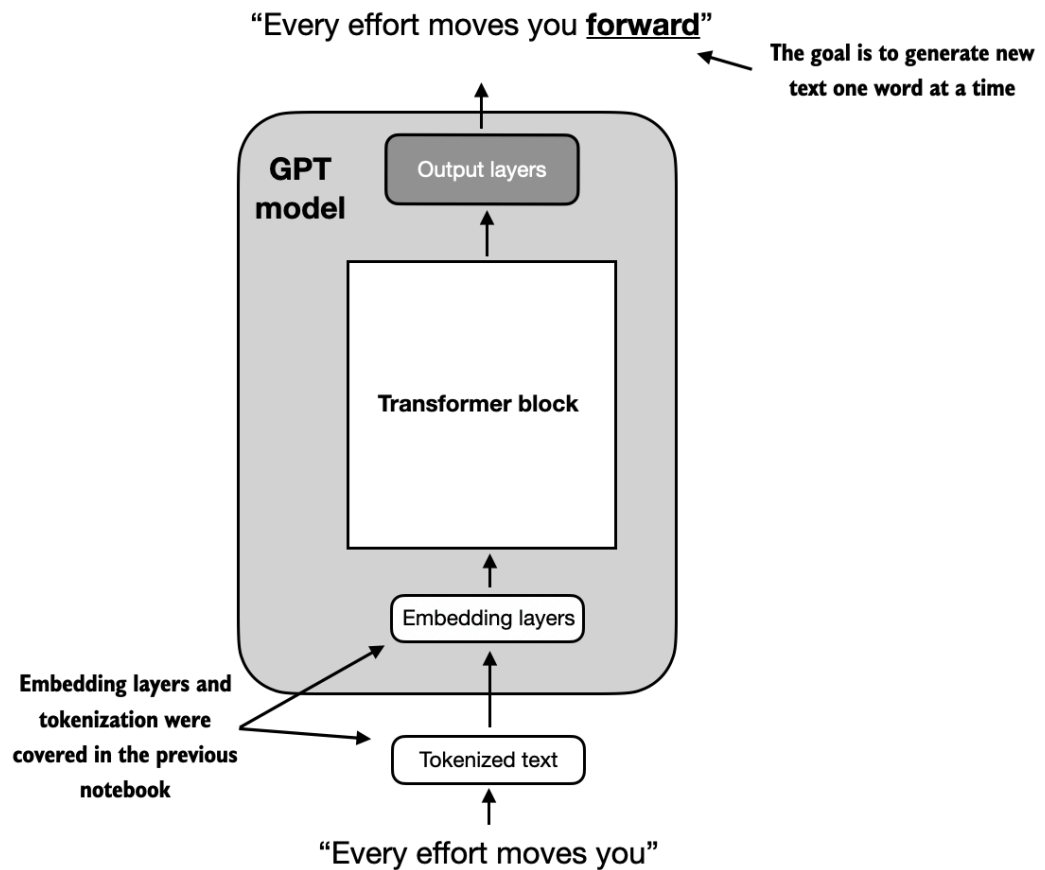 “Every effort moves you forward”
The goal is to generate new
text one word at a time
GPT
model
Output layers
Transformer block
Embedding layers
Embedding layers and
tokenization were
covered in the previous
notebook
Tokenized text
“Every effort moves you”